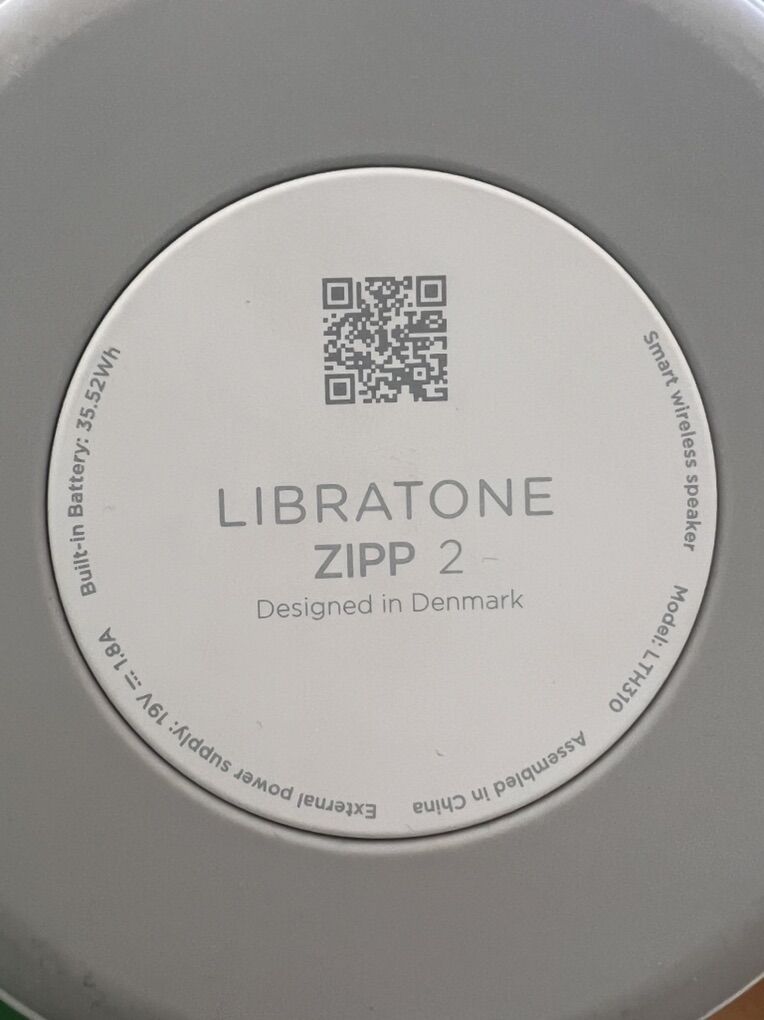 LIBRATONE
ZIPP 2
Designed in Denmark
Smart wireless speaker
Model: LTH310
Assembled in China
External power supply: 19V ⎓ 1.8A
Built-in Battery: 35.52Wh